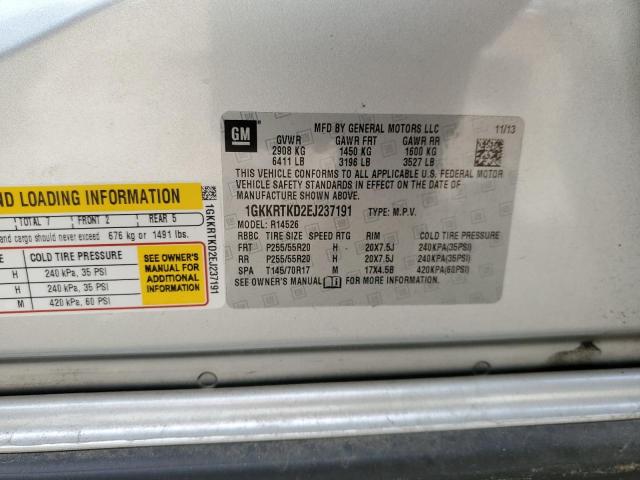 GM
MFD BY GENERAL MOTORS LLC
11/13
GVWR GAWR FRT GAWR RR
2908 KG 1450 KG 1600 KG
6411 LB 3196 LB 3527 LB
THIS VEHICLE CONFORMS TO ALL APPLICABLE U.S. FEDERAL MOTOR
VEHICLE SAFETY STANDARDS IN EFFECT ON THE DATE OF
MANUFACTURE SHOWN ABOVE.
1GKKRTKD2EJ237191 TYPE: M.P.V.
MODEL: R14526
RBBC TIRE SIZE SPEED RTG RIM COLD TIRE PRESSURE
FRT P255/55R20 H - 20X7.5J 240KPA(35PSI)
RR P255/55R20 H - 20X7.5J 240KPA(35PSI)
SPA T145/70R17 M - 17X4.5B 420KPA(60PSI)
SEE OWNER'S MANUAL FOR MORE INFORMATION.
ND LOADING INFORMATION
TOTAL 7 FRONT 2 REAR 5
and cargo should never exceed 676 kg or 1491 lbs.
COLD TIRE PRESSURE
H 240 kPa, 35 PSI
H 240 kPa, 35 PSI
M 420 kPa, 60 PSI
SEE OWNER'S
MANUAL FOR
ADDITIONAL
INFORMATION
1GKKRTKD2EJ237191